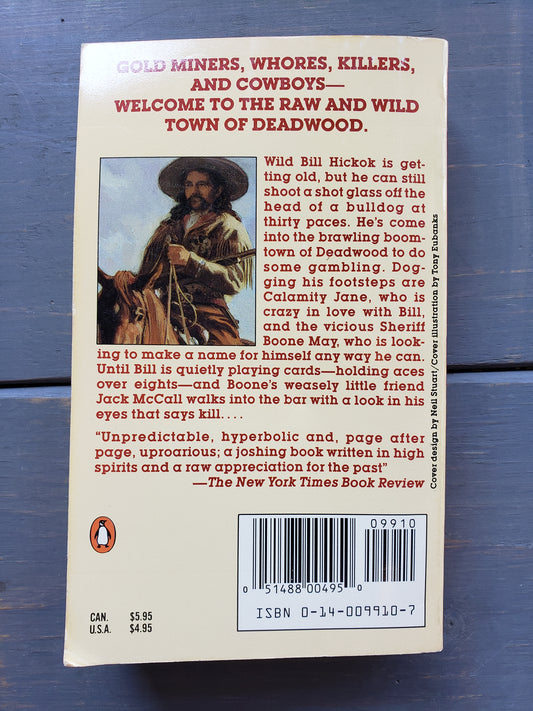 GOLD MINERS, WHORES, KILLERS,
AND COWBOYS—
WELCOME TO THE RAW AND WILD
TOWN OF DEADWOOD.
Wild Bill Hickok is get-
ting old, but he can still
shoot a shot glass off the
head of a bulldog at
thirty paces. He's come
into the brawling boom-
town of Deadwood to do
some gambling. Dog-
ging his footsteps are
Calamity Jane, who is
crazy in love with Bill,
and the vicious Sheriff
Boone May, who is look-
ing to make a name for himself any way he can.
Until Bill is quietly playing cards—holding aces
over eights—and Boone's weasely little friend
Jack McCall walks into the bar with a look in his
eyes that says kill....
"Unpredictable, hyperbolic and, page after
page, uproarious; a joshing book written in high
spirits and a raw appreciation for the past"
—The New York Times Book Review
Cover design by Neil Stuart/Cover illustration by Tony Eubanks
CAN. $5.95
U.S.A. $4.95
09910
0 51488 00495 0
ISBN 0-14-009910-7